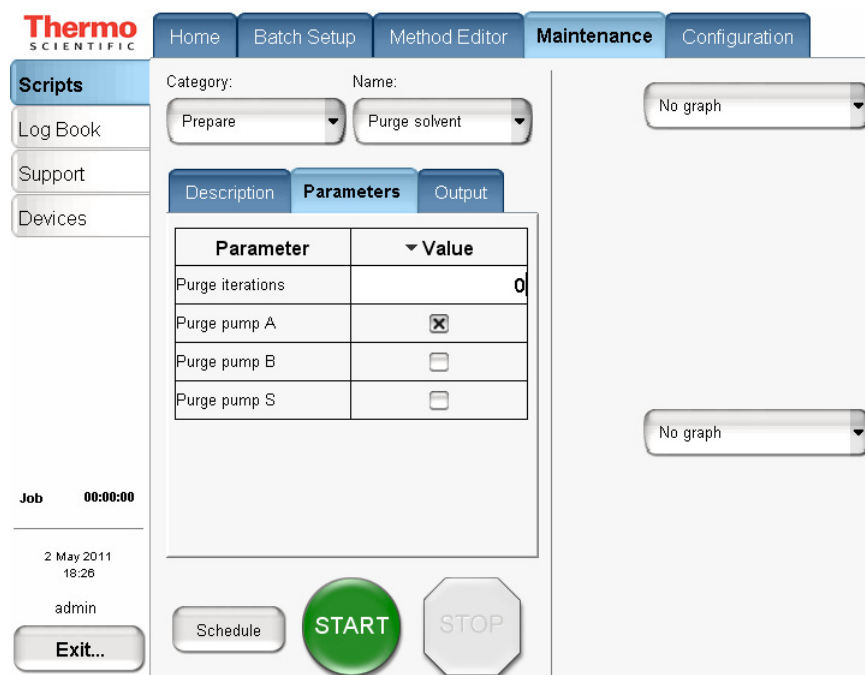 Thermo
SCIENTIFIC
Home
Batch Setup
Method Editor
Maintenance
Configuration
Scripts
Log Book
Support
Devices
Category:
Name:
Prepare
Purge solvent
No graph
Description
Parameters
Output
Parameter
Value
Purge iterations
0
Purge pump A
Purge pump B
Purge pump S
No graph
Job 00:00:00
2 May 2011
18:26
admin
Exit...
Schedule
START
STOP